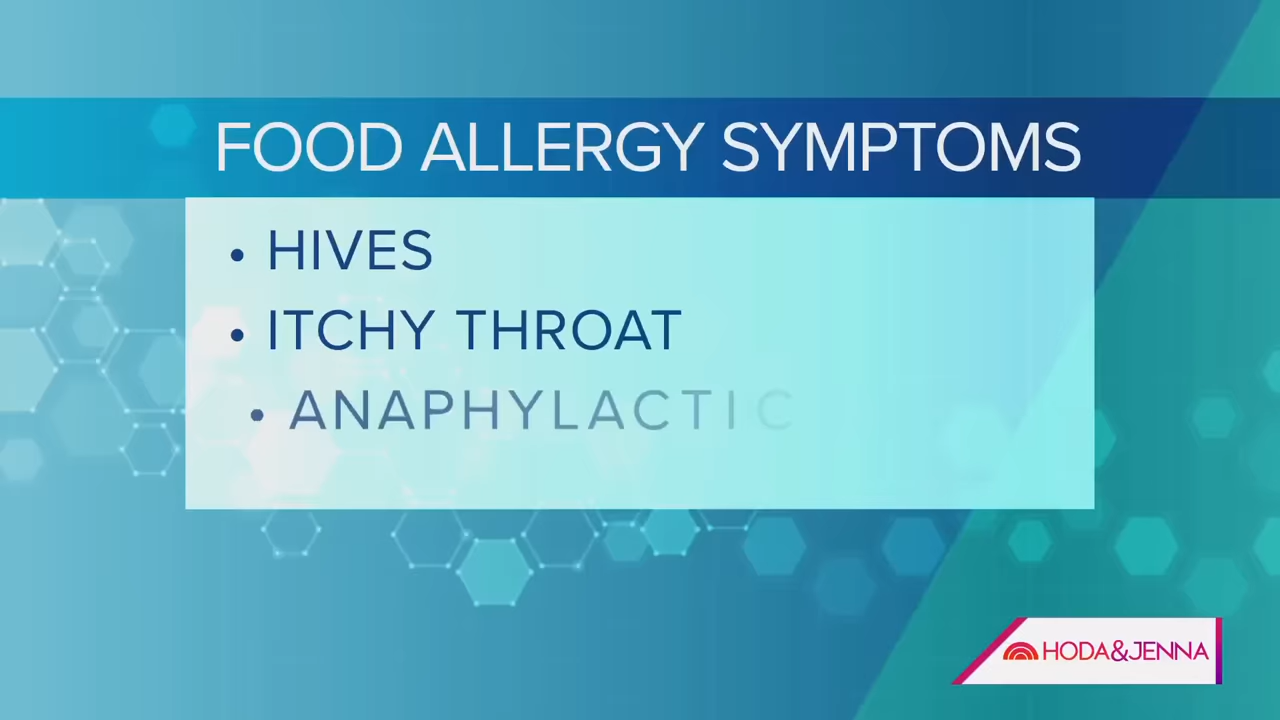 FOOD ALLERGY SYMPTOMS
• HIVES
• ITCHY THROAT
• ANAPHYLACTIC
HODA&JENNA